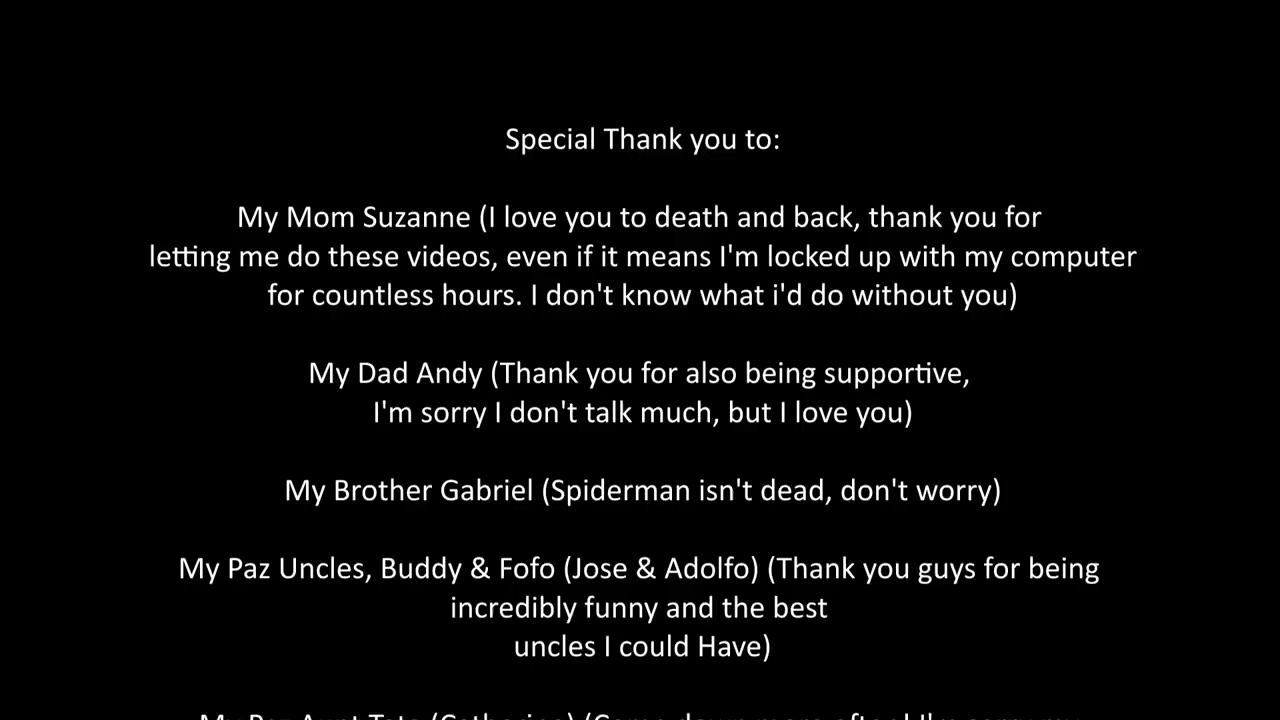 Special Thank you to:
My Mom Suzanne (I love you to death and back, thank you for
letting me do these videos, even if it means I'm locked up with my computer
for countless hours. I don't know what i'd do without you)
My Dad Andy (Thank you for also being supportive,
I'm sorry I don't talk much, but I love you)
My Brother Gabriel (Spiderman isn't dead, don't worry)
My Paz Uncles, Buddy & Fofo (Jose & Adolfo) (Thank you guys for being
incredibly funny and the best
uncles I could Have)